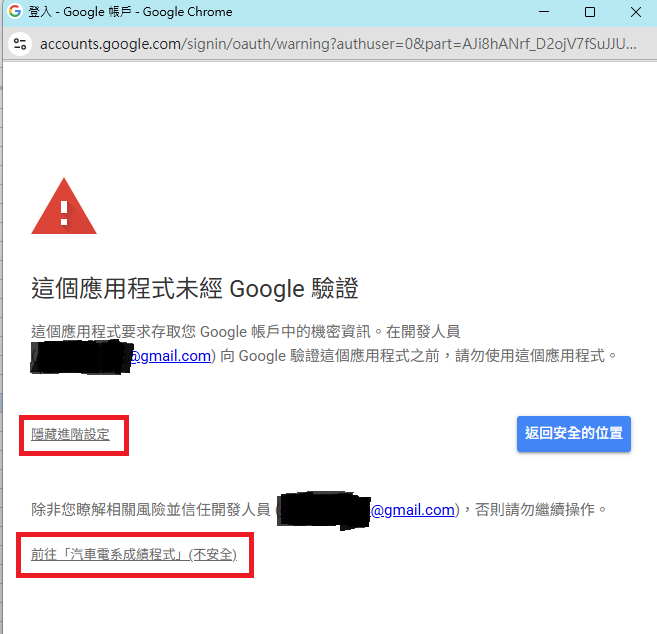 登入 - Google 帳戶 - Google Chrome
accounts.google.com/signin/oauth/warning?authuser=0&part=AJi8hANrf_D2ojV7fSuJJU...
這個應用程式未經 Google 驗證
這個應用程式要求存取您 Google 帳戶中的機密資訊。在開發人員
@gmail.com) 向 Google 驗證這個應用程式之前，請勿使用這個應用程式。
隱藏進階設定
返回安全的位置
除非您瞭解相關風險並信任開發人員 ( @gmail.com)，否則請勿繼續操作。
前往「汽車電系成績程式」(不安全)